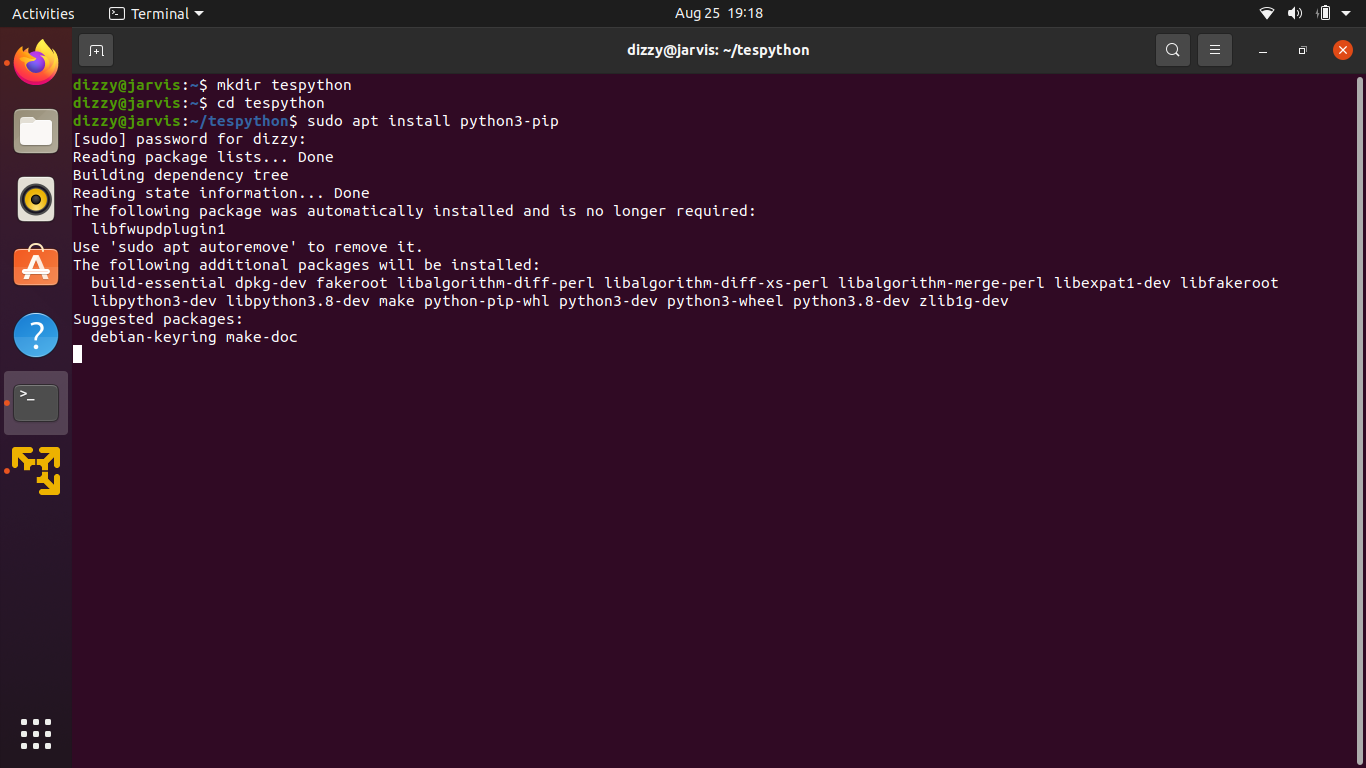 Activities Terminal Aug 25 19:18
dizzy@jarvis: ~/tespython
dizzy@jarvis:~$ mkdir tespython
dizzy@jarvis:~$ cd tespython
dizzy@jarvis:~/tespython$ sudo apt install python3-pip
[sudo] password for dizzy:
Reading package lists... Done
Building dependency tree
Reading state information... Done
The following package was automatically installed and is no longer required:
  libfwupdplugin1
Use 'sudo apt autoremove' to remove it.
The following additional packages will be installed:
  build-essential dpkg-dev fakeroot libalgorithm-diff-perl libalgorithm-diff-xs-perl libalgorithm-merge-perl libexpat1-dev libfakeroot
  libpython3-dev libpython3.8-dev make python-pip-whl python3-dev python3-wheel python3.8-dev zlib1g-dev
Suggested packages:
  debian-keyring make-doc